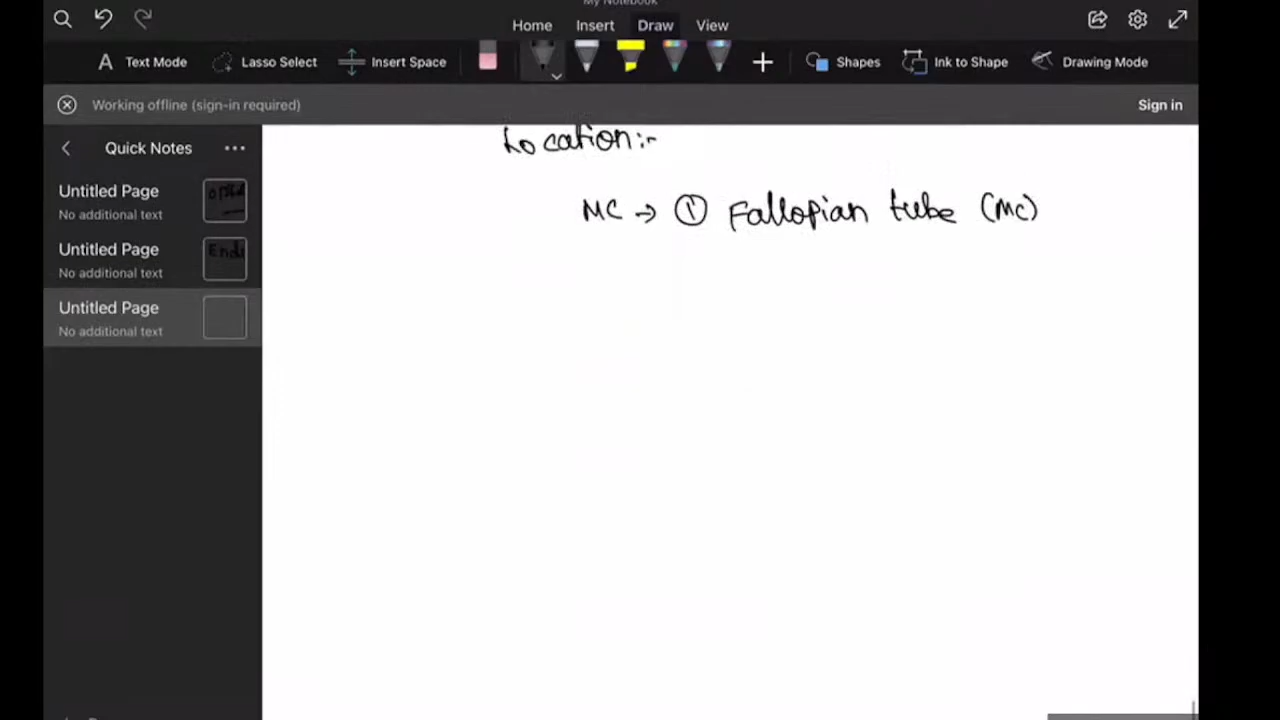 My Notebook
Home Insert Draw View
Text Mode Lasso Select Insert Space Shapes Ink to Shape Drawing Mode
Working offline (sign-in required) Sign in
Quick Notes
Untitled Page
No additional text
Untitled Page
No additional text
Untitled Page
No additional text
Location:-
MC → ① Fallopian tube (MC)